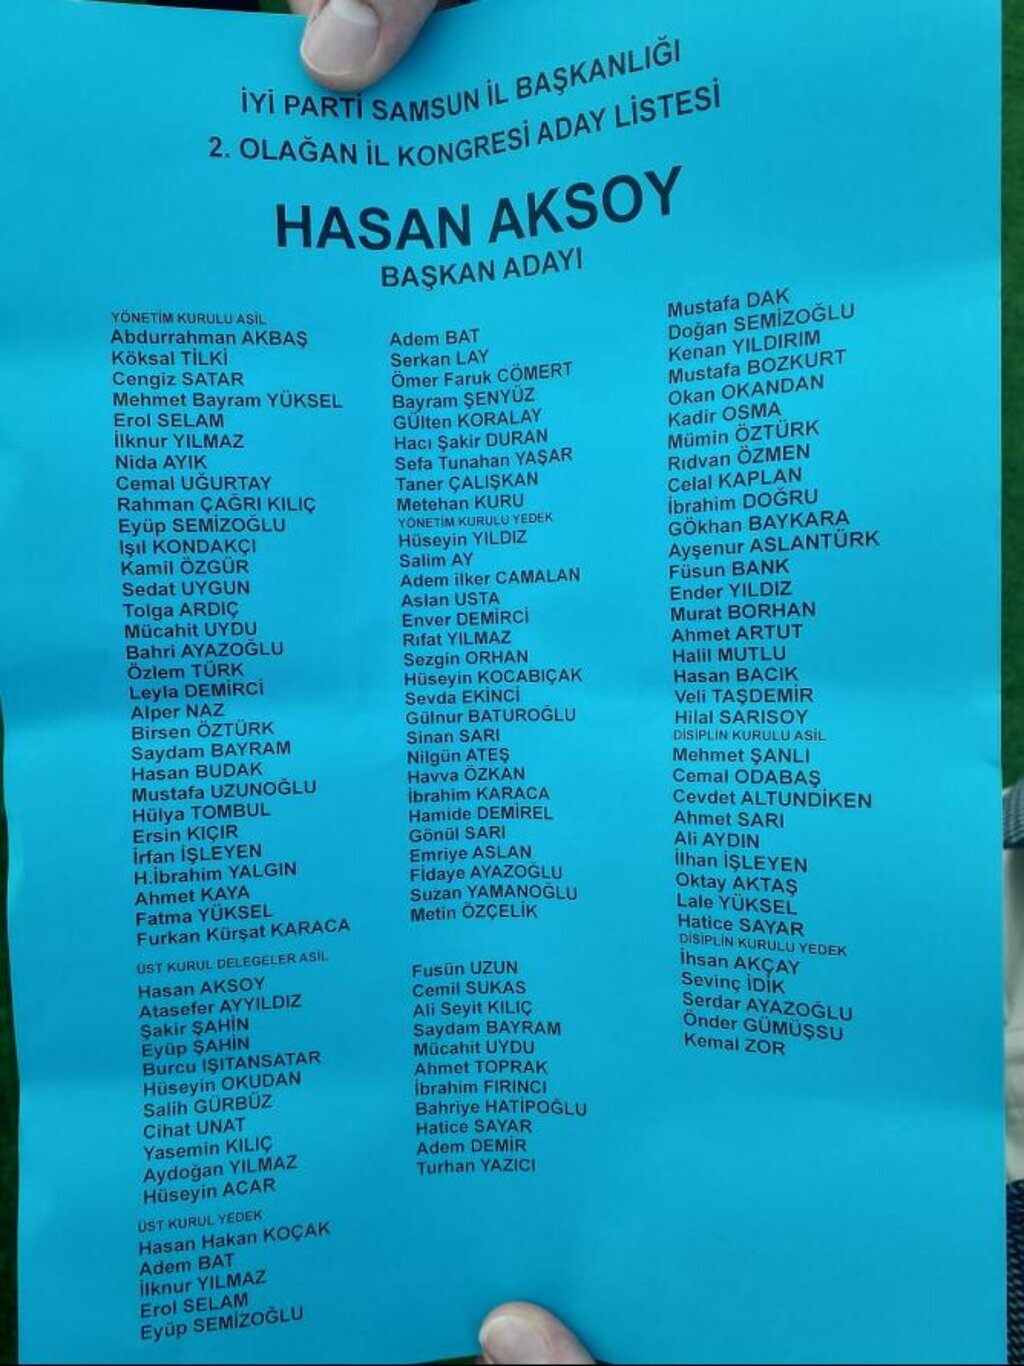 İYİ PARTİ SAMSUN İL BAŞKANLIĞI
2. OLAĞAN İL KONGRESİ ADAY LİSTESİ
HASAN AKSOY
BAŞKAN ADAYI
YÖNETİM KURULU ASİL
Abdurrahman AKBAŞ
Köksal TİLKİ
Cengiz SATAR
Mehmet Bayram YÜKSEL
Erol SELAM
İlknur YILMAZ
Nida AYIK
Cemal UĞURTAY
Rahman ÇAĞRI KILIÇ
Eyüp SEMİZOĞLU
Işıl KONDAKÇI
Kamil ÖZGÜR
Sedat UYGUN
Tolga ARDIÇ
Mücahit UYDU
Bahri AYAZOĞLU
Özlem TÜRK
Leyla DEMİRCİ
Alper NAZ
Birsen ÖZTÜRK
Saydam BAYRAM
Hasan BUDAK
Mustafa UZUNOĞLU
Hülya TOMBUL
Ersin KIÇIR
İrfan İŞLEYEN
H.İbrahim YALGIN
Ahmet KAYA
Fatma YÜKSEL
Furkan Kürşat KARACA
Adem BAT
Serkan LAY
Ömer Faruk CÖMERT
Bayram ŞENYÜZ
GÜlten KORALAY
Hacı Şakir DURAN
Sefa Tunahan YAŞAR
Taner ÇALIŞKAN
Metehan KURU
YÖNETİM KURULU YEDEK
Hüseyin YILDIZ
Salim AY
Adem ilker CAMALAN
Aslan USTA
Enver DEMİRCİ
Rıfat YILMAZ
Sezgin ORHAN
Hüseyin KOCABIÇAK
Sevda EKİNCİ
Gülnur BATUROĞLU
Sinan SARI
Nilgün ATEŞ
Havva ÖZKAN
İbrahim KARACA
Hamide DEMİREL
Gönül SARI
Emriye ASLAN
Fidaye AYAZOĞLU
Suzan YAMANOĞLU
Metin ÖZÇELİK
Mustafa DAK
Doğan SEMİZOĞLU
Kenan YILDIRIM
Mustafa BOZKURT
Okan OKANDAN
Kadir OSMA
Mümin ÖZTÜRK
Rıdvan ÖZMEN
Celal KAPLAN
İbrahim DOĞRU
GÖkhan BAYKARA
Ayşenur ASLANTÜRK
Füsun BANK
Ender YILDIZ
Murat BORHAN
Ahmet ARTUT
Halil MUTLU
Hasan BACIK
Veli TAŞDEMİR
Hilal SARISOY
DİSİPLİN KURULU ASİL
Mehmet ŞANLI
Cemal ODABAŞ
Cevdet ALTUNDİKEN
Ahmet SARI
Ali AYDIN
İlhan İŞLEYEN
Oktay AKTAŞ
Lale YÜKSEL
Hatice SAYAR
DİSİPLİN KURULU YEDEK
İhsan AKÇAY
Sevinç İDİK
Serdar AYAZOĞLU
Önder GÜMÜŞSU
Kemal ZOR
ÜST KURUL DELEGELER ASİL
Hasan AKSOY
Atasefer AYYILDIZ
Şakir ŞAHİN
Eyüp ŞAHİN
Burcu IŞITANSATAR
Hüseyin OKUDAN
Salih GÜRBÜZ
Cihat UNAT
Yasemin KILIÇ
Aydoğan YILMAZ
Hüseyin ACAR
Fusün UZUN
Cemil SUKAS
Ali Seyit KILIÇ
Saydam BAYRAM
Mücahit UYDU
Ahmet TOPRAK
İbrahim FIRINCI
Bahriye HATİPOĞLU
Hatice SAYAR
Adem DEMİR
Turhan YAZICI
ÜST KURUL YEDEK
Hasan Hakan KOÇAK
Adem BAT
İlknur YILMAZ
Erol SELAM
Eyüp SEMİZOĞLU